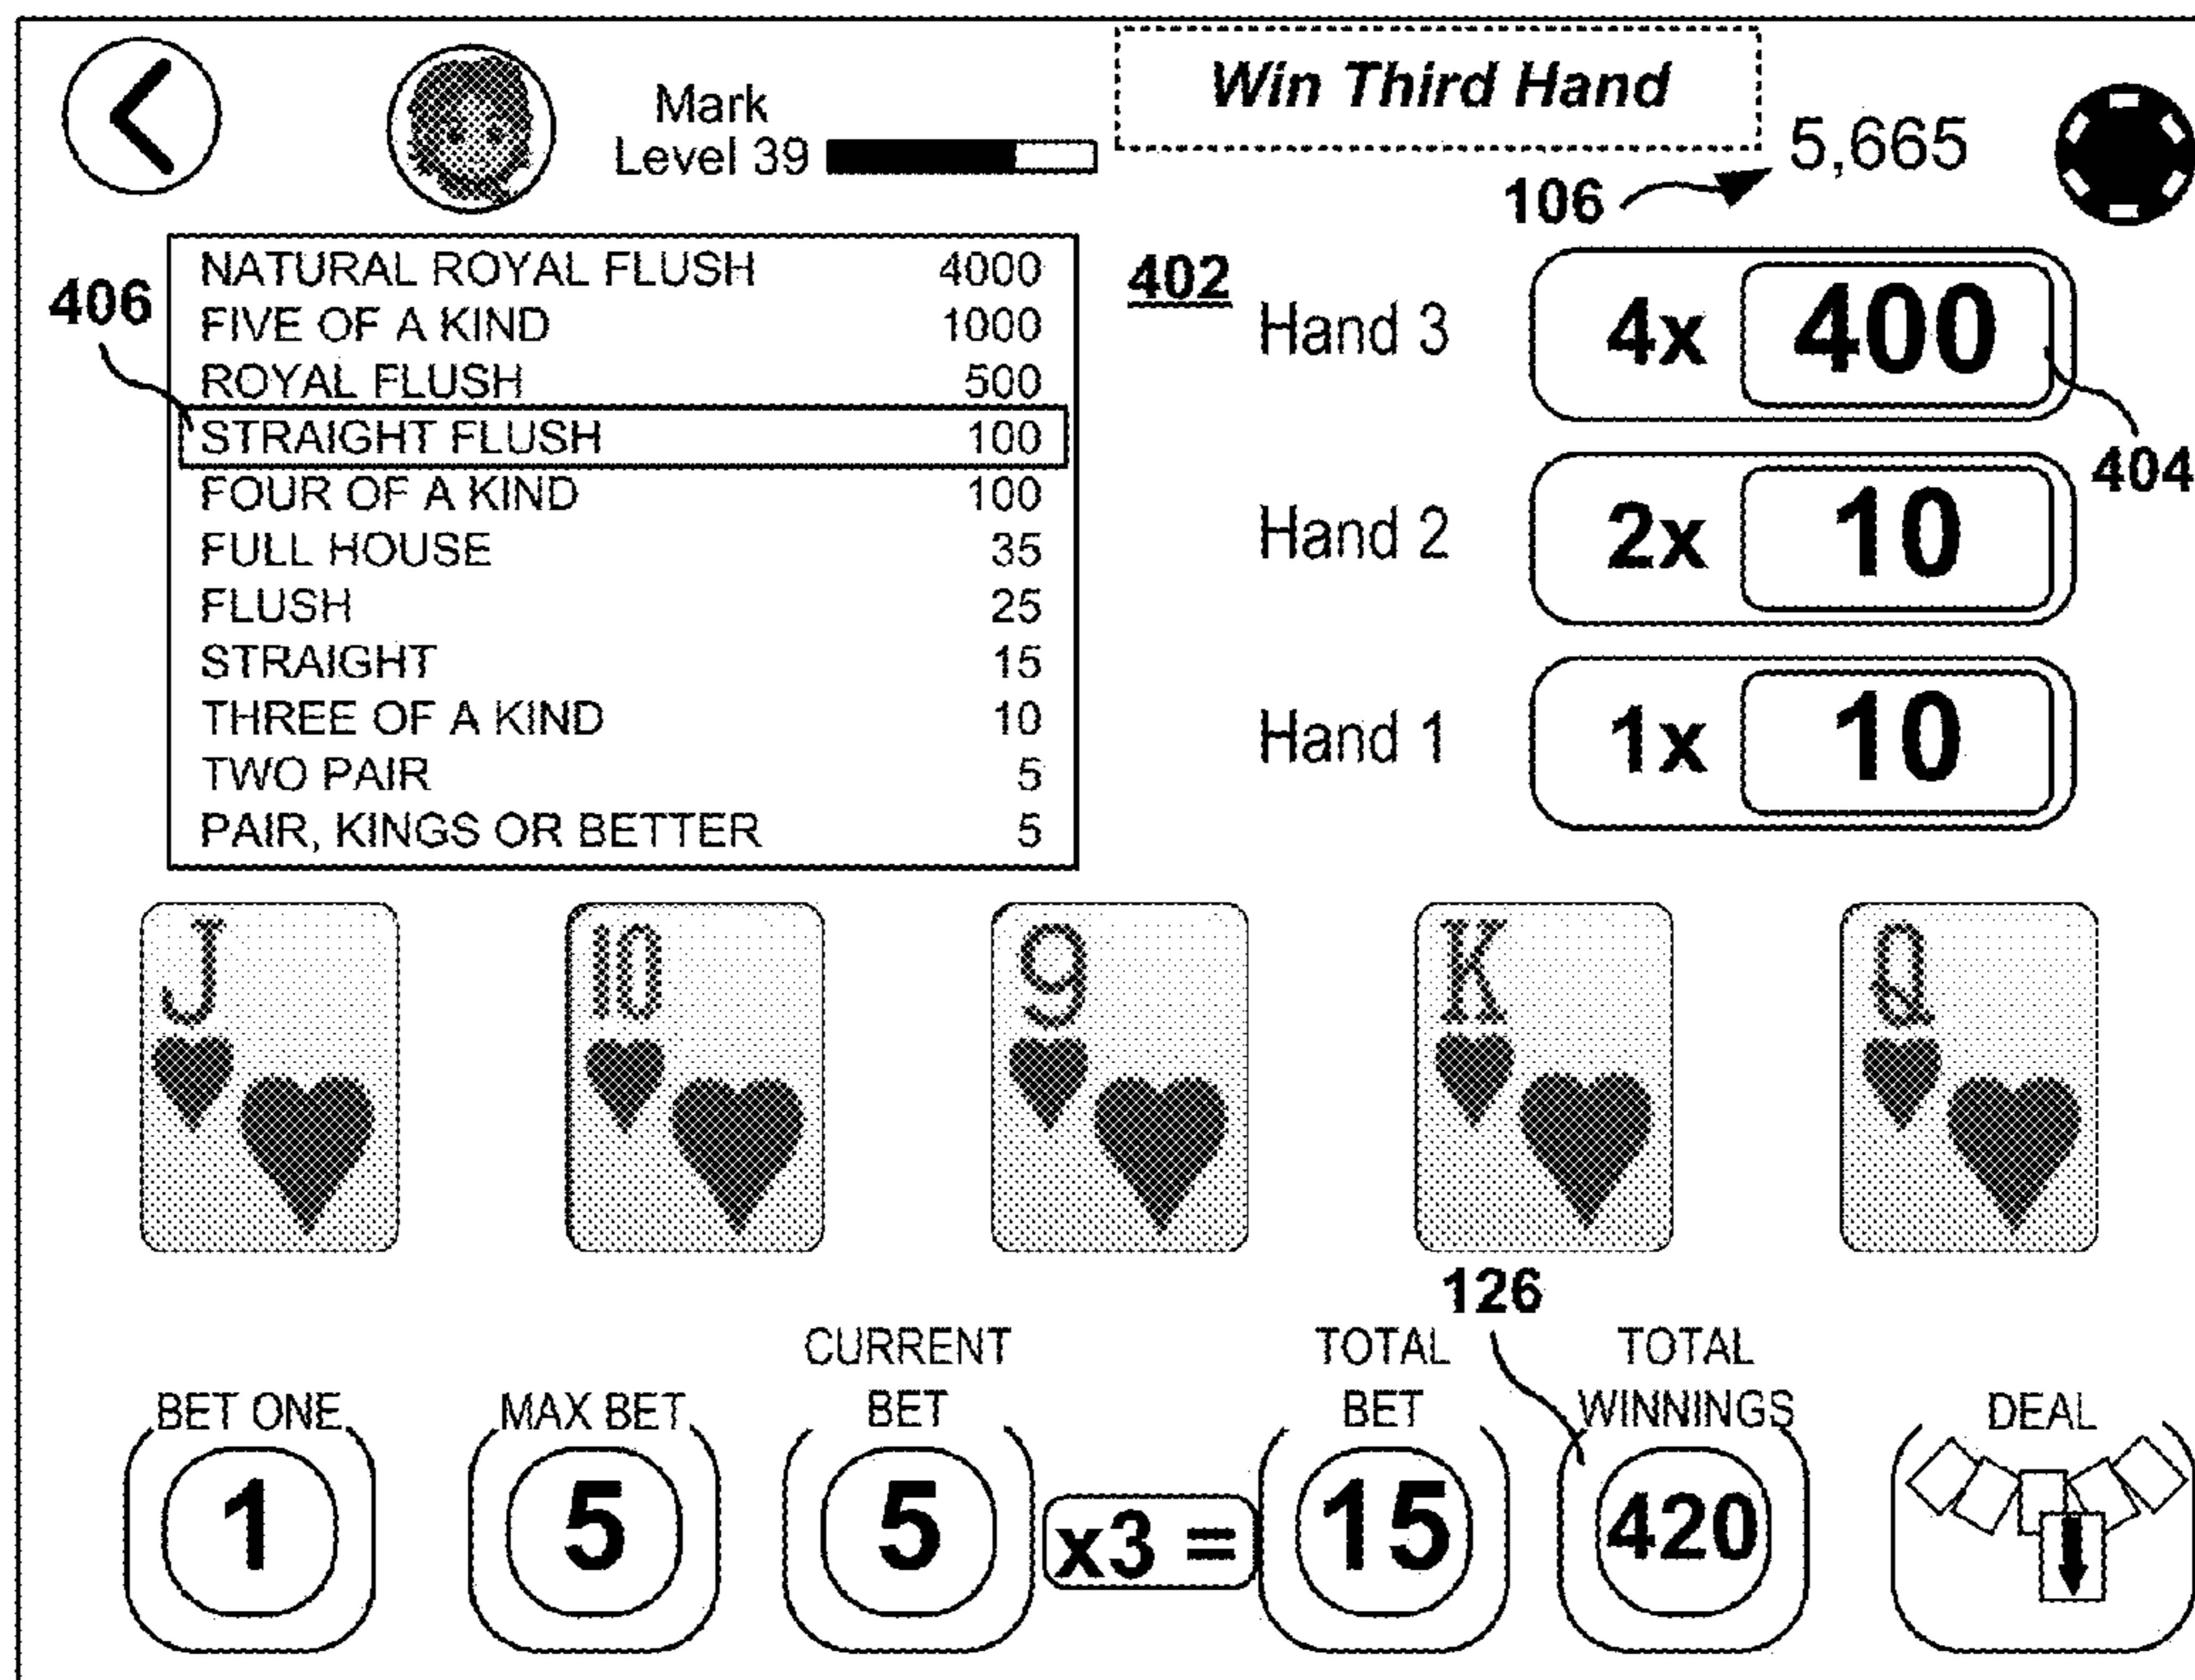 Win Third Hand
Mark
Level 39
5,665
106
406
NATURAL ROYAL FLUSH 4000
FIVE OF A KIND 1000
ROYAL FLUSH 500
STRAIGHT FLUSH 100
FOUR OF A KIND 100
FULL HOUSE 35
FLUSH 25
STRAIGHT 15
THREE OF A KIND 10
TWO PAIR 5
PAIR, KINGS OR BETTER 5
402
Hand 3 4x 400
404
Hand 2 2x 10
Hand 1 1x 10
J
10
9
K
Q
126
BET ONE
1
MAX BET
5
CURRENT
BET
5
x3 =
TOTAL
BET
15
TOTAL
WINNINGS
420
DEAL